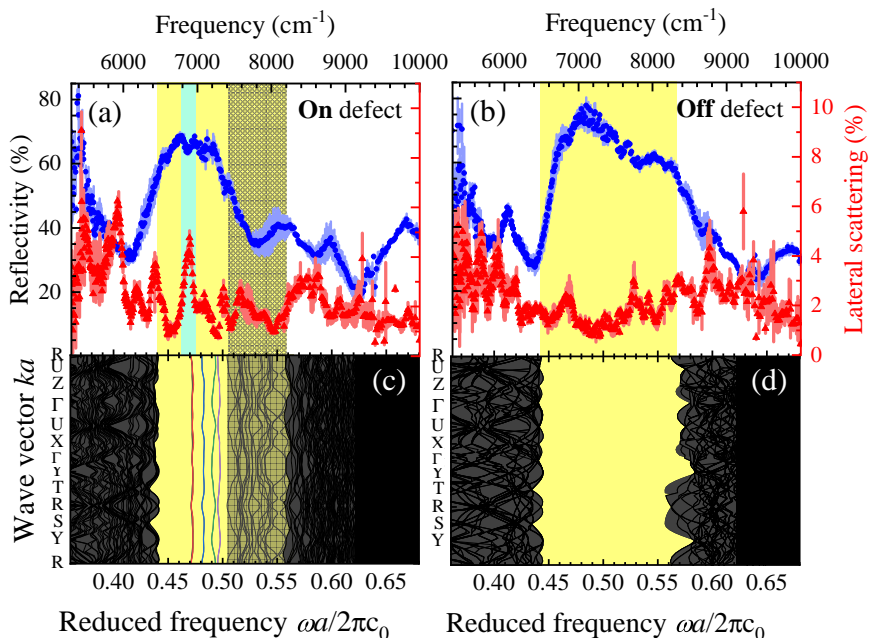 Frequency (cm⁻¹)
Frequency (cm⁻¹)
6000 7000 8000 9000 10000
6000 7000 8000 9000 10000
(a)
On defect
(b)
Off defect
Reflectivity (%)
80
60
40
20
Lateral scattering (%)
10
8
6
4
2
0
Wave vector ka
R
U
Z
Γ
U
X
Γ
Y
T
R
S
Y
R
(c)
R
U
Z
Γ
U
X
Γ
Y
T
R
S
Y
R
(d)
0.40 0.45 0.50 0.55 0.60 0.65
0.40 0.45 0.50 0.55 0.60 0.65
Reduced frequency ωa/2πc₀
Reduced frequency ωa/2πc₀